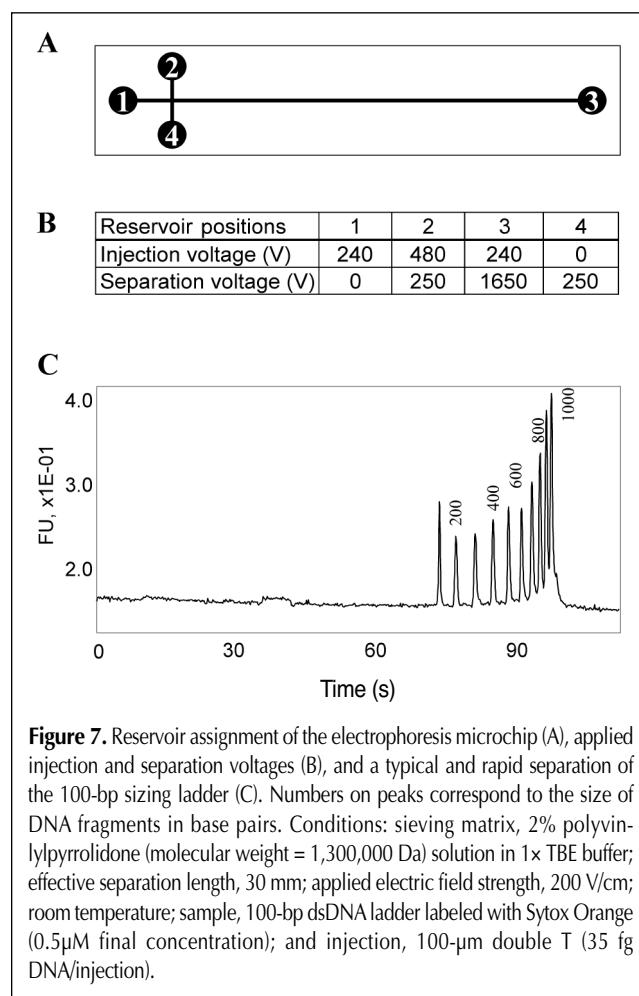 A
2
1
3
4
B
Reservoir positions 1 2 3 4
Injection voltage (V) 240 480 240 0
Separation voltage (V) 0 250 1650 250
C
4.0
3.0
2.0
FU, x1E-01
200
400
600
800
1000
0 30 60 90
Time (s)
Figure 7. Reservoir assignment of the electrophoresis microchip (A), applied
injection and separation voltages (B), and a typical and rapid separation of
the 100-bp sizing ladder (C). Numbers on peaks correspond to the size of
DNA fragments in base pairs. Conditions: sieving matrix, 2% polyvin-
lylpyrrolidone (molecular weight = 1,300,000 Da) solution in 1× TBE buffer;
effective separation length, 30 mm; applied electric field strength, 200 V/cm;
room temperature; sample, 100-bp dsDNA ladder labeled with Sytox Orange
(0.5µM final concentration); and injection, 100-µm double T (35 fg
DNA/injection).